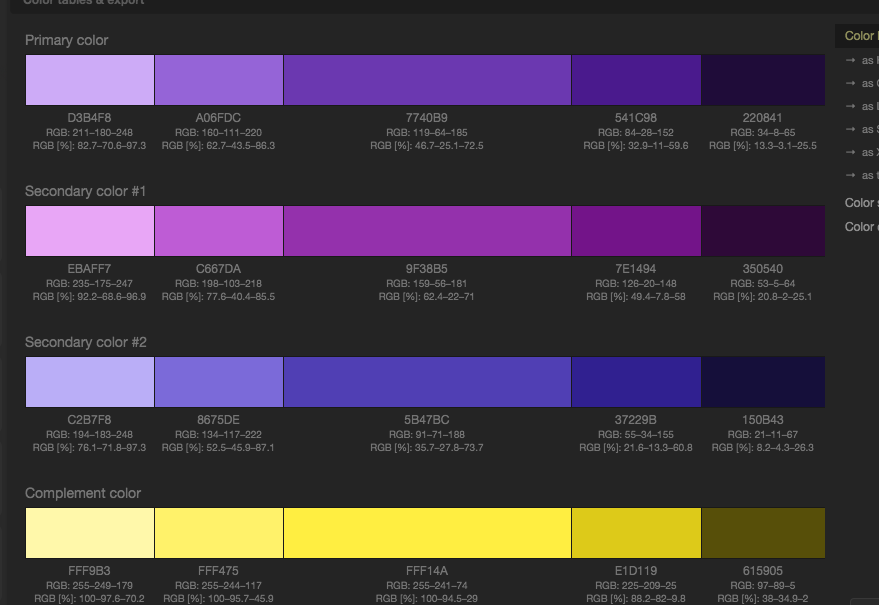 Color tables & export
Primary color
D3B4F8 A06FDC 7740B9 541C98 220841
RGB: 211–180–248 RGB: 160–111–220 RGB: 119–64–185 RGB: 84–28–152 RGB: 34–8–65
RGB [%]: 82.7–70.6–97.3 RGB [%]: 62.7–43.5–86.3 RGB [%]: 46.7–25.1–72.5 RGB [%]: 32.9–11–59.6 RGB [%]: 13.3–3.1–25.5
Secondary color #1
EBAFF7 C667DA 9F38B5 7E1494 350540
RGB: 235–175–247 RGB: 198–103–218 RGB: 159–56–181 RGB: 126–20–148 RGB: 53–5–64
RGB [%]: 92.2–68.6–96.9 RGB [%]: 77.6–40.4–85.5 RGB [%]: 62.4–22–71 RGB [%]: 49.4–7.8–58 RGB [%]: 20.8–2–25.1
Secondary color #2
C2B7F8 8675DE 5B47BC 37229B 150B43
RGB: 194–183–248 RGB: 134–117–222 RGB: 91–71–188 RGB: 55–34–155 RGB: 21–11–67
RGB [%]: 76.1–71.8–97.3 RGB [%]: 52.5–45.9–87.1 RGB [%]: 35.7–27.8–73.7 RGB [%]: 21.6–13.3–60.8 RGB [%]: 8.2–4.3–26.3
Complement color
FFF9B3 FFF475 FFF14A E1D119 615905
RGB: 255–249–179 RGB: 255–244–117 RGB: 255–241–74 RGB: 225–209–25 RGB: 97–89–5
RGB [%]: 100–97.6–70.2 RGB [%]: 100–95.7–45.9 RGB [%]: 100–94.5–29 RGB [%]: 88.2–82–9.8 RGB [%]: 38–34.9–2
Color
→ as
→ as
→ as
→ as
→ as
→ as
Color
Color